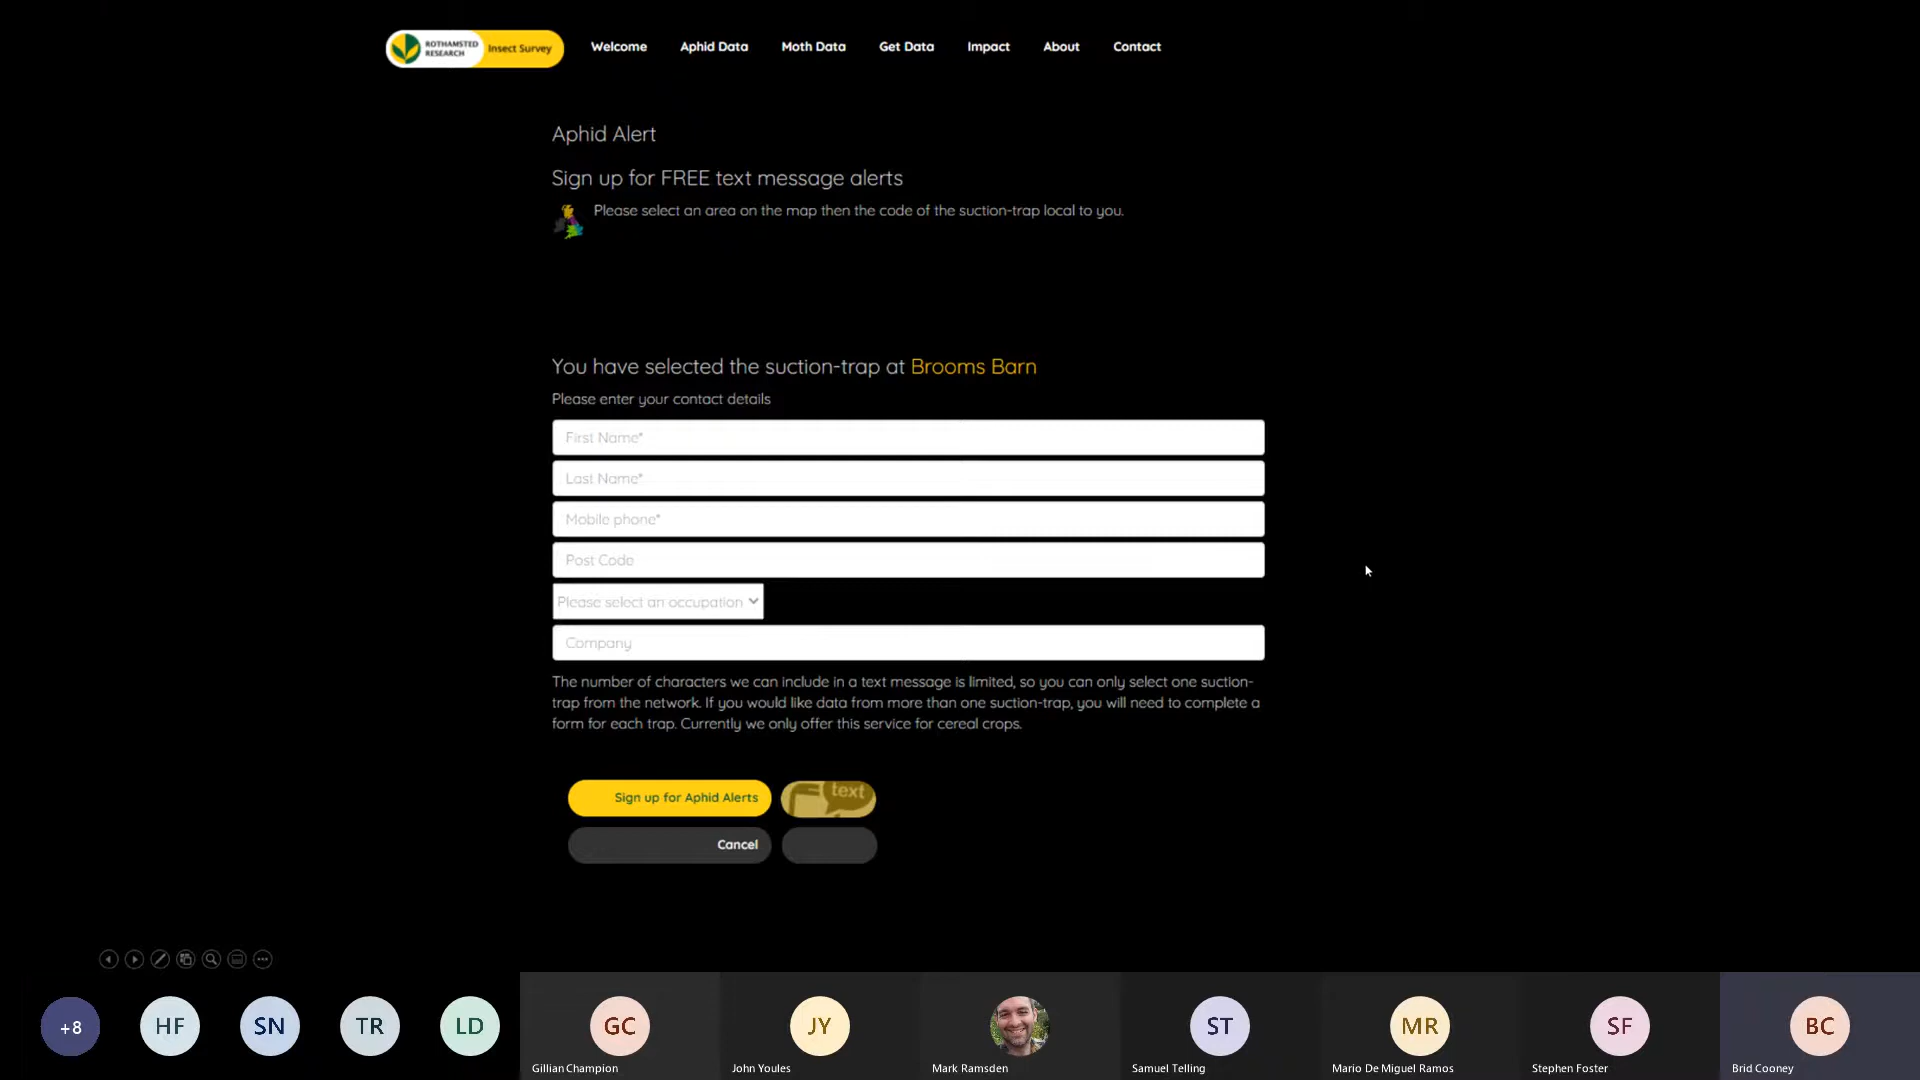 ROTHAMSTED
RESEARCH
Insect Survey
Welcome
Aphid Data
Moth Data
Get Data
Impact
About
Contact
Aphid Alert
Sign up for FREE text message alerts
Please select an area on the map then the code of the suction-trap local to you.
You have selected the suction-trap at Brooms Barn
Please enter your contact details
First Name*
Last Name*
Mobile phone*
Post Code
Please select an occupation
Company
The number of characters we can include in a text message is limited, so you can only select one suction-
trap from the network. If you would like data from more than one suction-trap, you will need to complete a
form for each trap. Currently we only offer this service for cereal crops.
Sign up for Aphid Alerts
text
Cancel
+8
HF
SN
TR
LD
GC
JY
ST
MR
SF
BC
Gillian Champion
John Youles
Mark Ramsden
Samuel Telling
Mario De Miguel Ramos
Stephen Foster
Brid Cooney